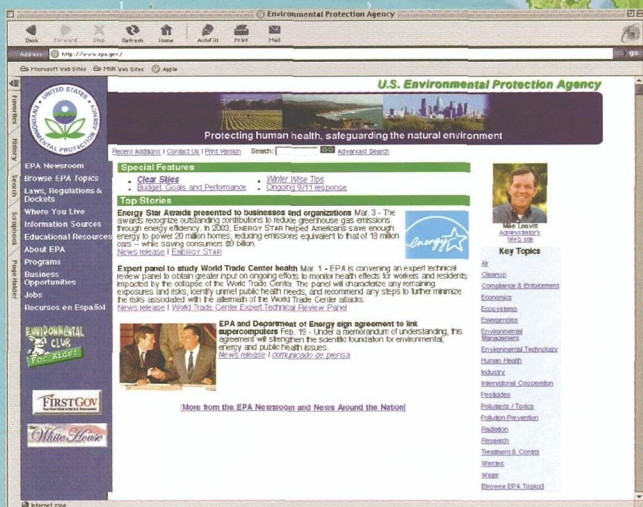 Environmental Protection Agency
Back Forward Stop Refresh Home AutoFill Print Mail
Address http://www.epa.gov/ go
Microsoft Web Sites MSN Web Sites Apple
Favorites
History
Search
Scrapbook
Page Holder
UNITED STATES
ENVIRONMENTAL PROTECTION AGENCY
U.S. Environmental Protection Agency
Protecting human health, safeguarding the natural environment
Recent Additions | Contact Us | Print Version Search: GO Advanced Search
EPA Newsroom
Browse EPA Topics
Laws, Regulations &
Dockets
Where You Live
Information Sources
Educational Resources
About EPA
Programs
Business
Opportunities
Jobs
Recursos en Español
ENVIRONMENTAL
CLUB
FOR KIDS!
FIRSTGOV
White House
Special Features
Clear Skies
Budget, Goals and Performance
Winter Wise Tips
Ongoing 9/11 response
Top Stories
Energy Star Awards presented to businesses and organizations Mar. 3 - The
awards recognize outstanding contributions to reduce greenhouse gas emissions
through energy efficiency. In 2003, ENERGY STAR helped Americans save enough
energy to power 20 million homes, reducing emissions equivalent to that of 18 million
cars -- while saving consumers $9 billion.
News release | ENERGY STAR
energy
Expert panel to study World Trade Center health Mar. 1 - EPA is convening an expert technical
review panel to obtain greater input on ongoing efforts to monitor health effects for workers and residents
impacted by the collapse of the World Trade Center. The panel will characterize any remaining
exposures and risks, identify unmet public health needs, and recommend any steps to further minimize
the risks associated with the aftermath of the World Trade Center attacks.
News release | World Trade Center Expert Technical Review Panel
EPA and Department of Energy sign agreement to link
supercomputers Feb. 19 - Under a memorandum of understanding, this
agreement will strengthen the scientific foundation for environmental,
energy and public health issues.
News release | comunicado de prensa
[More from the EPA Newsroom and News Around the Nation]
Mike Leavitt
Administrator's
Web site
Key Topics
Air
Cleanup
Compliance & Enforcement
Economics
Ecosystems
Emergencies
Environmental
Management
Environmental Technology
Human Health
Industry
International Cooperation
Pesticides
Pollutants / Toxics
Pollution Prevention
Radiation
Research
Treatment & Control
Wastes
Water
[Browse EPA Topics]
Internet zone